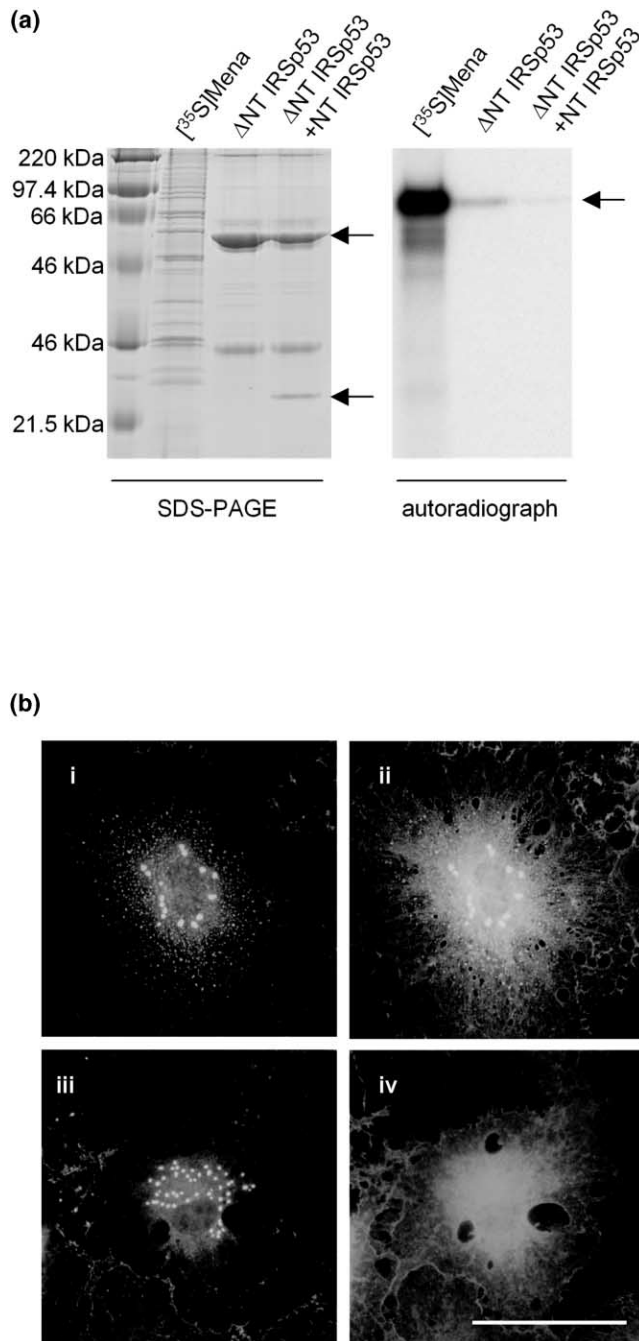 (a)
[³⁵S]Mena
ΔNT IRSp53
ΔNT IRSp53
+NT IRSp53
[³⁵S]Mena
ΔNT IRSp53
ΔNT IRSp53
+NT IRSp53
220 kDa
97.4 kDa
66 kDa
46 kDa
46 kDa
21.5 kDa
SDS-PAGE
autoradiograph
(b)
i
ii
iii
iv